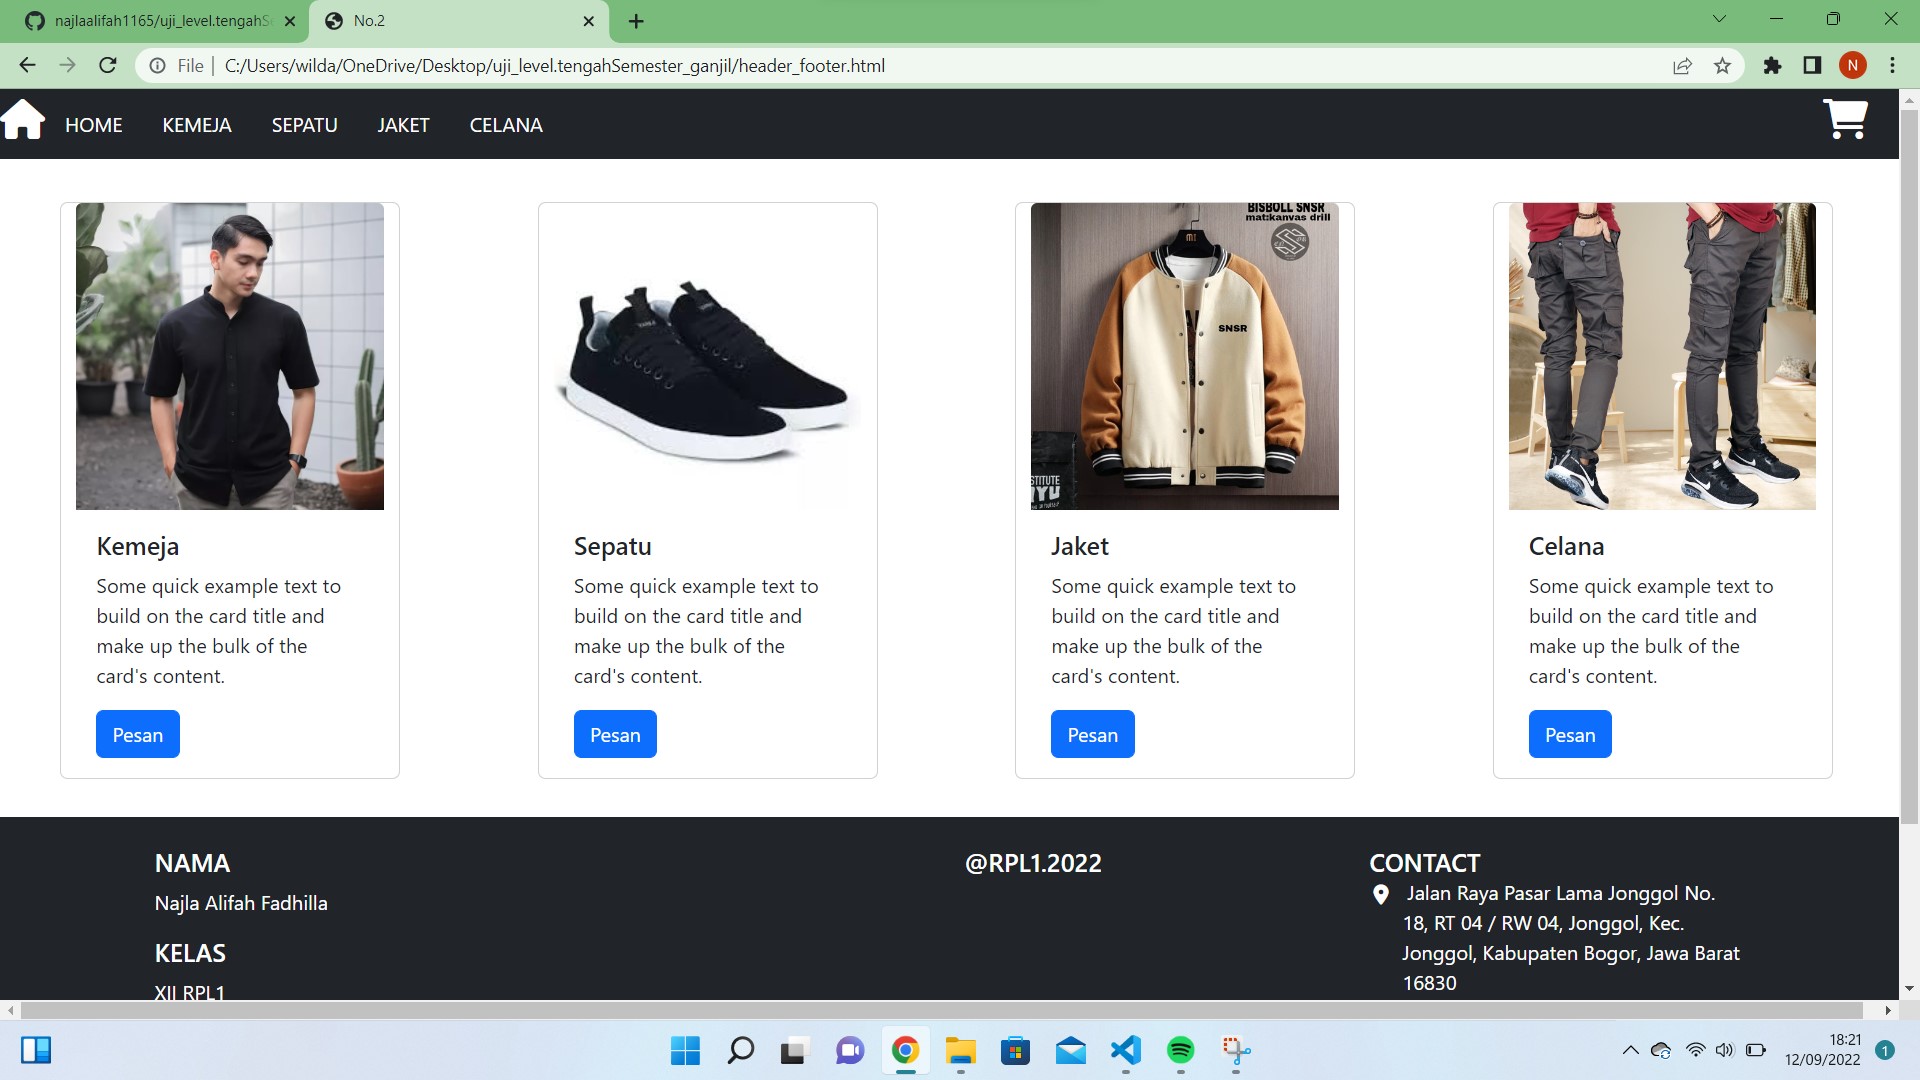 najlaalifah1165/uji_level.tengahS
No.2
File
C:/Users/wilda/OneDrive/Desktop/uji_level.tengahSemester_ganjil/header_footer.html
N
HOME KEMEJA SEPATU JAKET CELANA
BISBOLL SNSR
mat:kanvas drill
SNSR
Kemeja
Some quick example text to
build on the card title and
make up the bulk of the
card's content.
Pesan
Sepatu
Some quick example text to
build on the card title and
make up the bulk of the
card's content.
Pesan
Jaket
Some quick example text to
build on the card title and
make up the bulk of the
card's content.
Pesan
Celana
Some quick example text to
build on the card title and
make up the bulk of the
card's content.
Pesan
NAMA
Najla Alifah Fadhilla
KELAS
XII RPL1
@RPL1.2022
CONTACT
Jalan Raya Pasar Lama Jonggol No.
18, RT 04 / RW 04, Jonggol, Kec.
Jonggol, Kabupaten Bogor, Jawa Barat
16830
18:21
12/09/2022
1